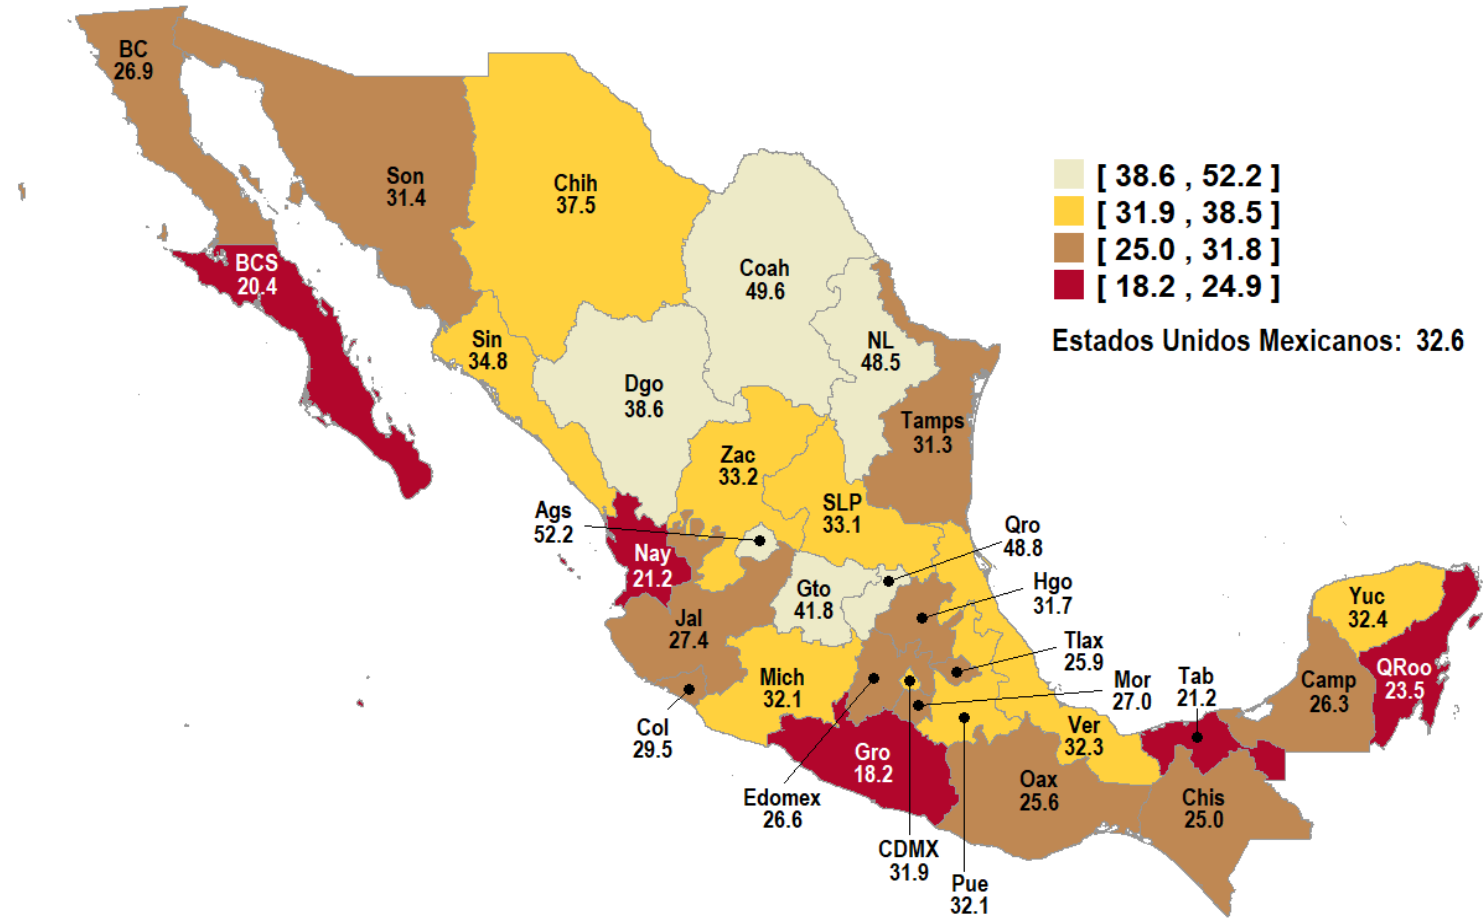 BC
26.9
Son
31.4
Chih
37.5
[ 38.6 , 52.2 ]
[ 31.9 , 38.5 ]
[ 25.0 , 31.8 ]
[ 18.2 , 24.9 ]
Estados Unidos Mexicanos: 32.6
BCS
20.4
Coah
49.6
Sin
34.8
NL
48.5
Dgo
38.6
Tamps
31.3
Zac
33.2
SLP
33.1
Ags
52.2
Qro
48.8
Nay
21.2
Hgo
31.7
Gto
41.8
Yuc
32.4
Jal
27.4
Tlax
25.9
Mich
32.1
Mor
27.0
Tab
21.2
Camp
26.3
QRoo
23.5
Col
29.5
Ver
32.3
Gro
18.2
Oax
25.6
Chis
25.0
Edomex
26.6
CDMX
31.9
Pue
32.1